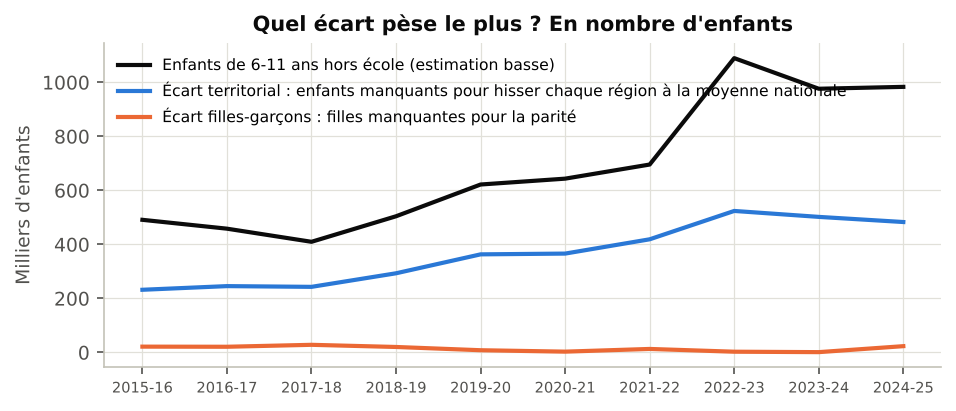 Quel écart pèse le plus ? En nombre d'enfants
Enfants de 6-11 ans hors école (estimation basse)
Écart territorial : enfants manquants pour hisser chaque région à la moyenne nationale
Écart filles-garçons : filles manquantes pour la parité
Milliers d'enfants
1000
800
600
400
200
0
2015-16 2016-17 2017-18 2018-19 2019-20 2020-21 2021-22 2022-23 2023-24 2024-25